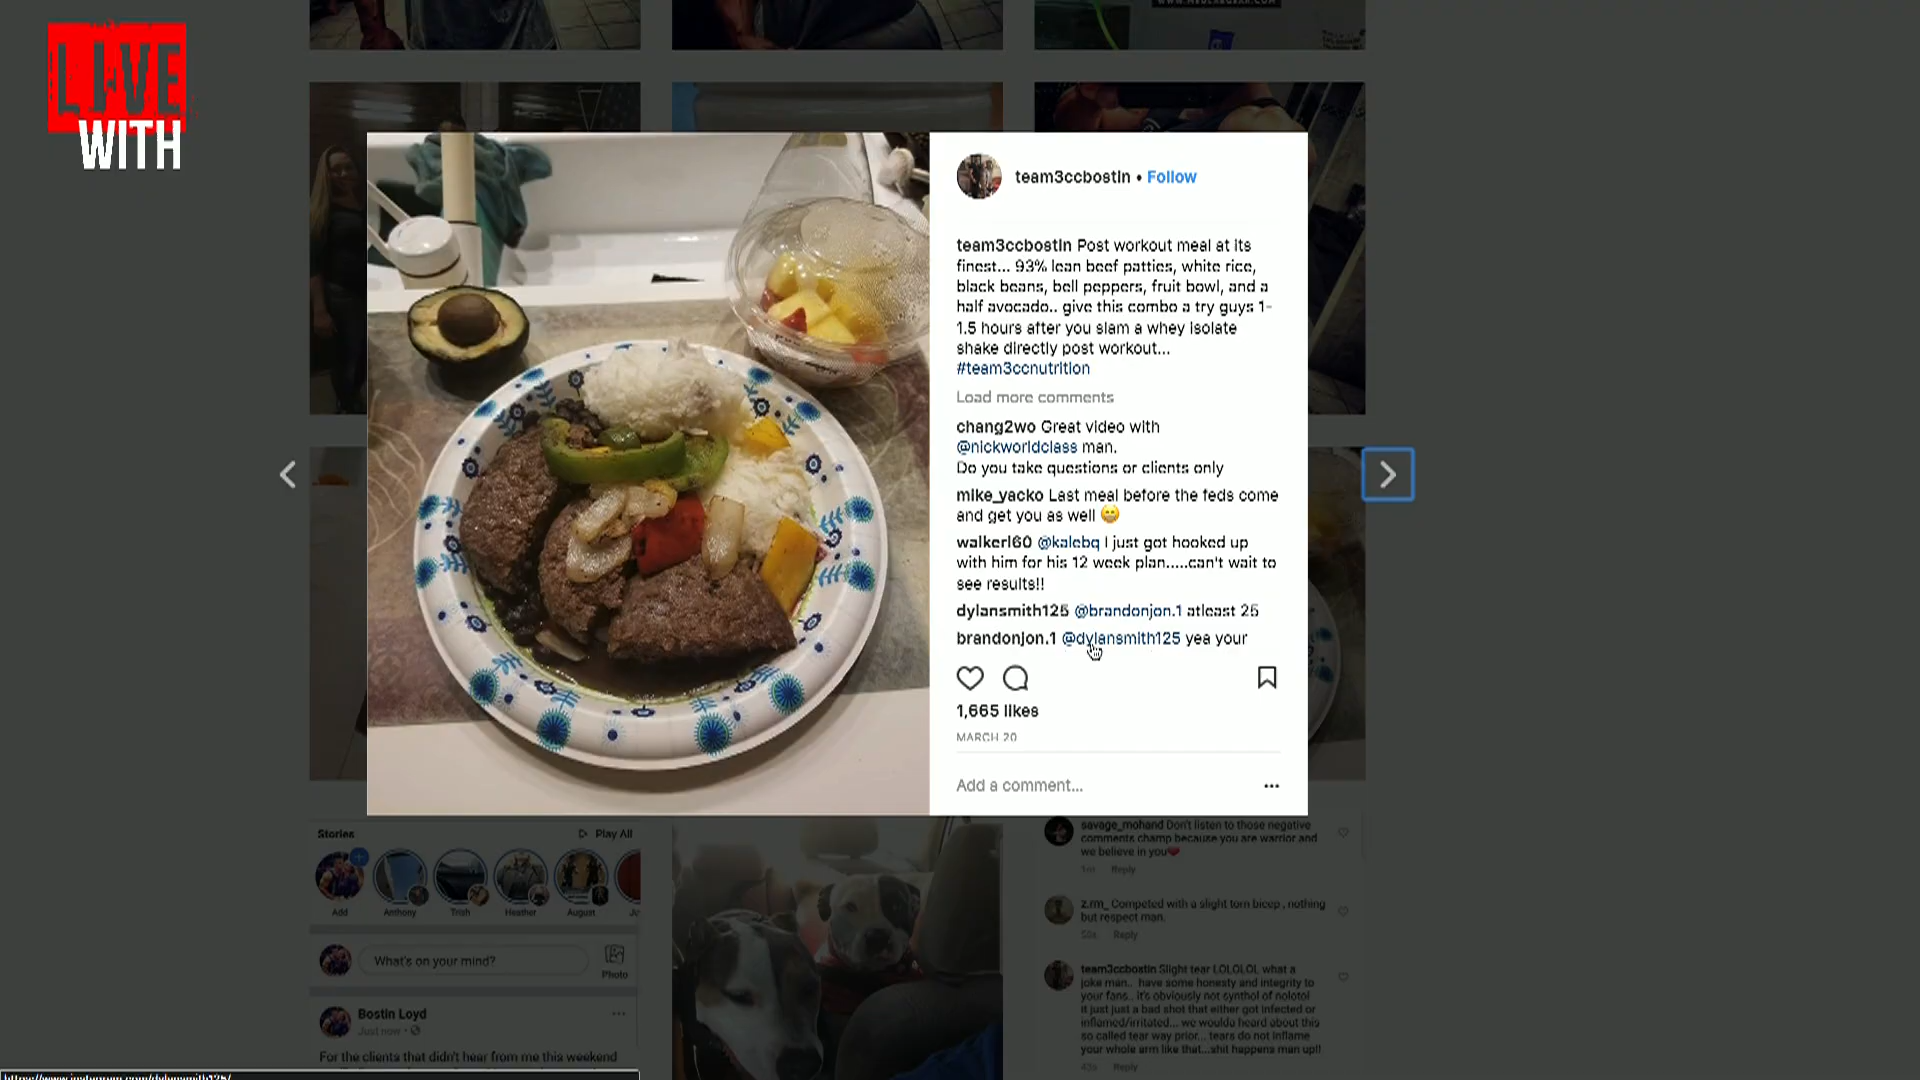 LIVE
WITH
team3ccbostin • Follow
team3ccbostin Post workout meal at its
finest... 93% lean beef patties, white rice,
black beans, bell peppers, fruit bowl, and a
half avocado.. give this combo a try guys 1-
1.5 hours after you slam a whey isolate
shake directly post workout...
#team3ccnutrition
Load more comments
chang2wo Great video with
@nickworldclass man.
Do you take questions or clients only
mike_yacko Last meal before the feds come
and get you as well 😁
walkerl60 @kalebq I just got hooked up
with him for his 12 week plan.....can't wait to
see results!!
dylansmith125 @brandonjon.1 atleast 25
brandonjon.1 @dylansmith125 yea your
1,665 likes
MARCH 20
Add a comment...
Stories
Play All
Add
Anthony
Trish
Heather
August
What's on your mind?
Photo
Bostin Loyd
Just now
For the clients that didn't hear from me this weekend
savage_mohand Don't listen to those negative
comments champ because you are warrior and
we believe in you❤
1m Reply
z.rm_ Competed with a slight torn bicep , nothing
but respect man.
Reply
team3ccbostin Slight tear LOLOLOL what a
joke man.. have some honesty and integrity to
your fans.. it's obviously not synthol of nolotol
it just just a bad shot that either got infected or
inflamed/irritated... we woulda heard about this
so called tear way prior... tears do not inflame
your whole arm like that...shit happens man up!!
43s Reply